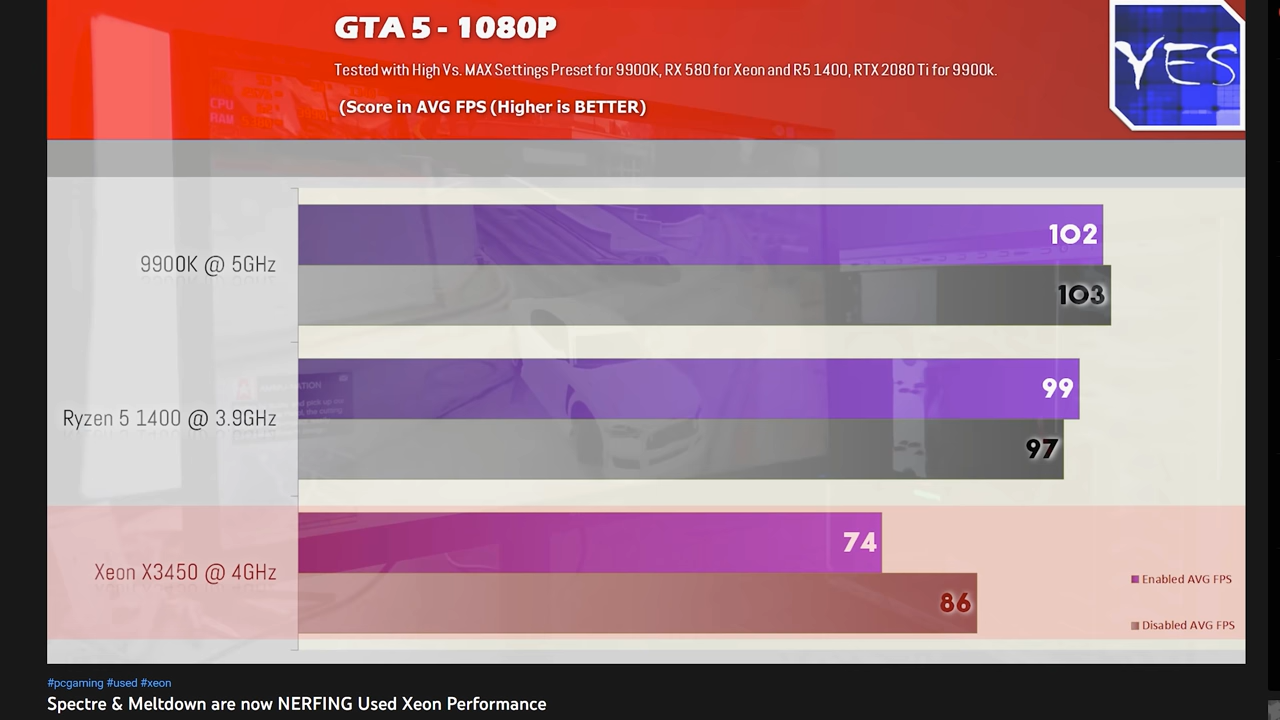 GTA 5 - 1080P
YES
Tested with High Vs. MAX Settings Preset for 9900K, RX 580 for Xeon and R5 1400, RTX 2080 Ti for 9900k.
(Score in AVG FPS (Higher is BETTER)
CPU
RAM
102
9900K @ 5GHz
103
99
Ryzen 5 1400 @ 3.9GHz
97
74
Xeon X3450 @ 4GHz
86
Enabled AVG FPS
Disabled AVG FPS
#pcgaming #used #xeon
Spectre & Meltdown are now NERFING Used Xeon Performance